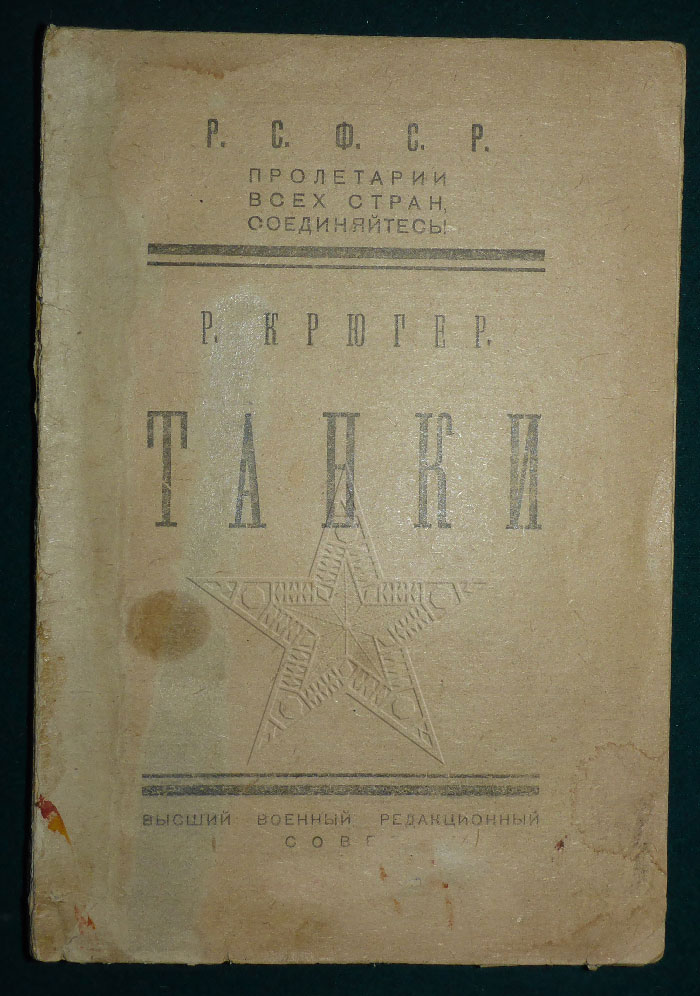 Р. С. Ф. С. Р.
ПРОЛЕТАРИИ
ВСЕХ СТРАН,
СОЕДИНЯЙТЕСЬ
Р. КРЮГЕР.
ТАНКИ
ВЫСШИЙ ВОЕННЫЙ РЕДАКЦИОННЫЙ